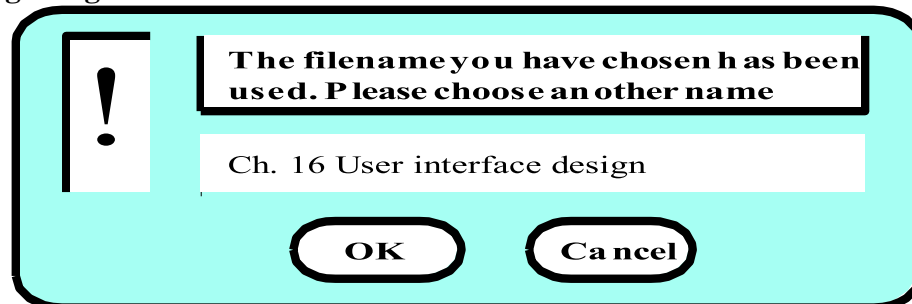 !
The filename you have chosen has been
used. Please choose another name
Ch. 16 User interface design
OK
Cancel